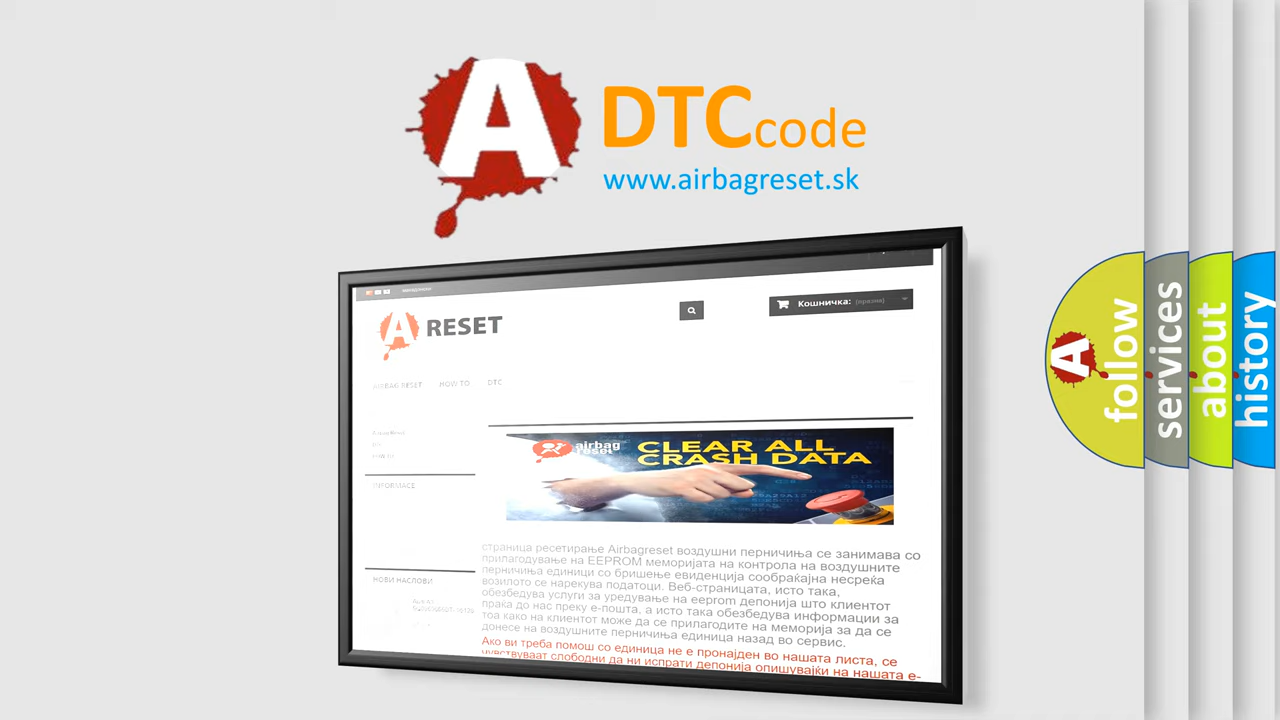 A
DTCcode
www.airbagreset.sk
A RESET
Кошничка: (празна)
AIRBAG RESET HOW TO DTC
INFORMACE
airbag
reset
CLEAR ALL
CRASH DATA
страница ресетирање Airbagreset воздушни перничиња се занимава со
прилагодување на EEPROM меморијата на контрола на воздушните
перничиња единици со бришење евиденција сообраќајна несреќа
возилото се нарекува податоци. Веб-страницата, исто така,
обезбедува услуги за уредување на eeprom депонија што клиентот
праќа до нас преку е-пошта, а исто така обезбедува информации за
тоа како на клиентот може да се прилагодите на меморија за да се
донесе на воздушните перничиња единица назад во сервис.
Ако ви треба помош со единица не е пронајден во нашата листа, се
чувствуваат слободни да ни испрати депонија опишувајќи на нашата е-
НОВИ НАСЛОВИ
A
follow
services
about
history